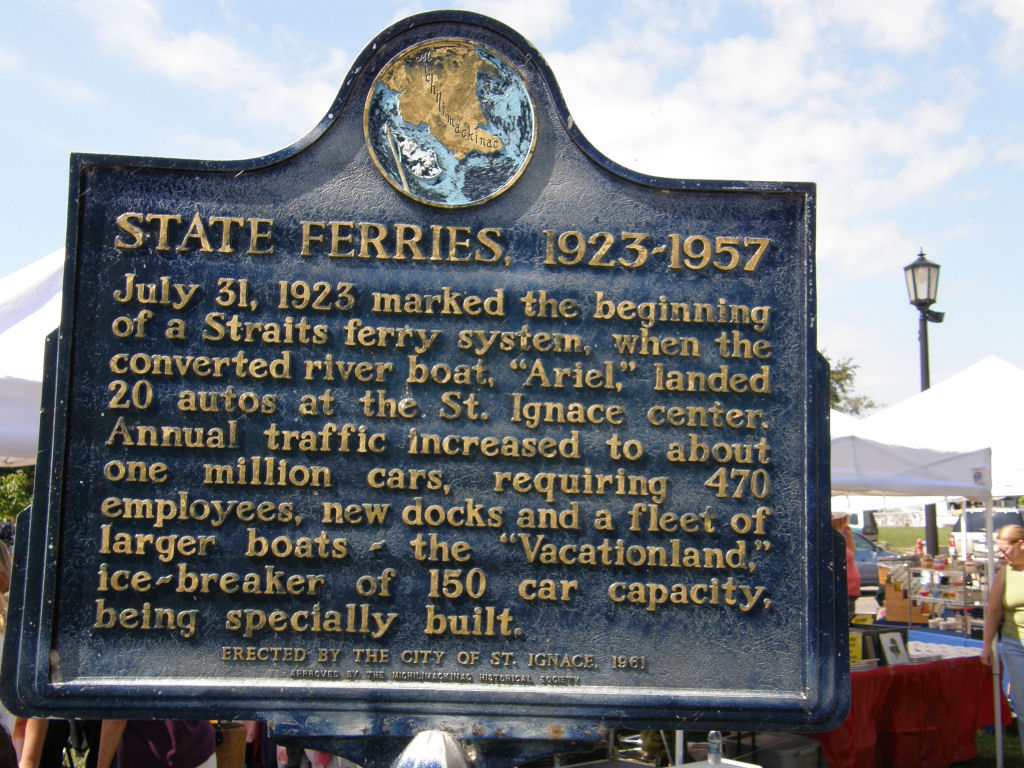 Michilimackinac
STATE FERRIES, 1923-1957
July 31, 1923 marked the beginning
of a Straits ferry system, when the
converted river boat, "Ariel," landed
20 autos at the St. Ignace center.
Annual traffic increased to about
one million cars, requiring 470
employees, new docks and a fleet of
larger boats - the "Vacationland,"
ice-breaker of 150 car capacity,
being specially built.
ERECTED BY THE CITY OF ST. IGNACE, 1961
APPROVED BY THE MICHILIMACKINAC HISTORICAL SOCIETY